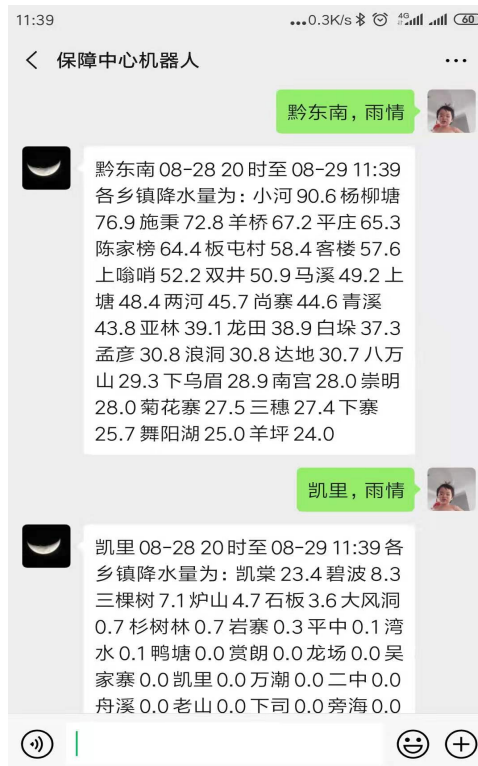 11:39
...0.3K/s 4G 60
保障中心机器人
黔东南，雨情
黔东南 08-28 20 时至 08-29 11:39
各乡镇降水量为：小河 90.6 杨柳塘
76.9 施秉 72.8 羊桥 67.2 平庄 65.3
陈家榜 64.4 板屯村 58.4 客楼 57.6
上嗡哨 52.2 双井 50.9 马溪 49.2 上
塘 48.4 两河 45.7 尚寨 44.6 青溪
43.8 亚林 39.1 龙田 38.9 白垛 37.3
孟彦 30.8 浪洞 30.8 达地 30.7 八万
山 29.3 下乌眉 28.9 南宫 28.0 崇明
28.0 菊花寨 27.5 三穗 27.4 下寨
25.7 舞阳湖 25.0 羊坪 24.0
凯里，雨情
凯里 08-28 20 时至 08-29 11:39 各
乡镇降水量为：凯棠 23.4 碧波 8.3
三棵树 7.1 炉山 4.7 石板 3.6 大风洞
0.7 杉树林 0.7 岩寨 0.3 平中 0.1 湾
水 0.1 鸭塘 0.0 赏朗 0.0 龙场 0.0 吴
家寨 0.0 凯里 0.0 万潮 0.0 二中 0.0
舟溪 0.0 老山 0.0 下司 0.0 旁海 0.0